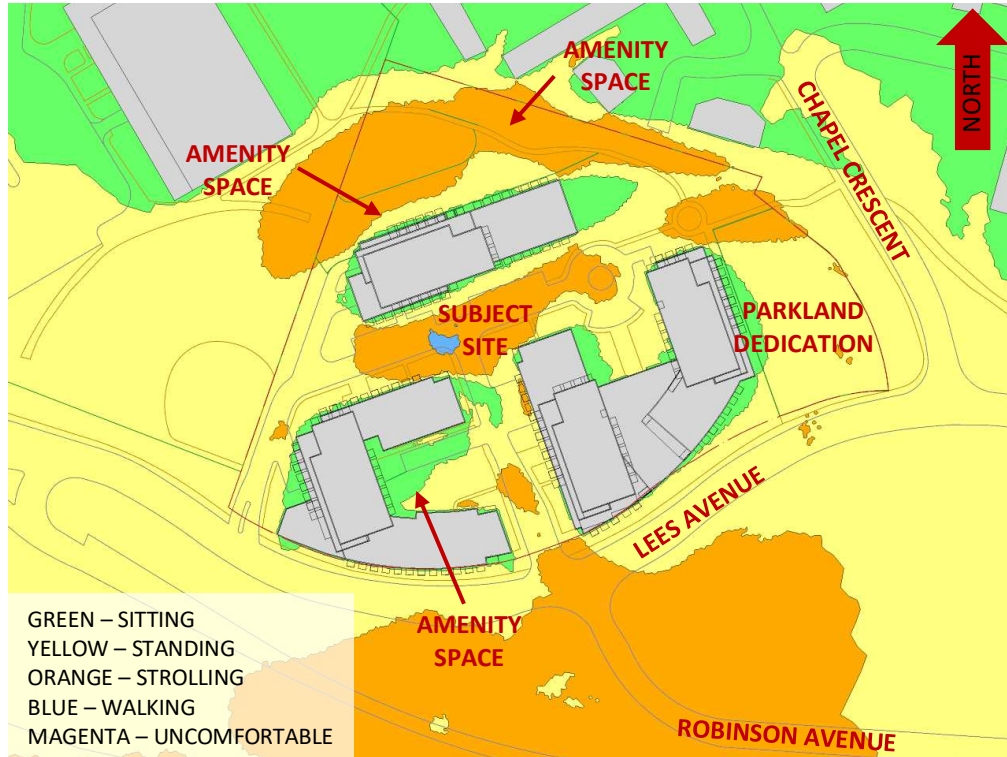 AMENITY
SPACE
NORTH
CHAPEL CRESCENT
AMENITY
SPACE
SUBJECT
SITE
PARKLAND
DEDICATION
LEES AVENUE
AMENITY
SPACE
ROBINSON AVENUE
GREEN – SITTING
YELLOW – STANDING
ORANGE – STROLLING
BLUE – WALKING
MAGENTA – UNCOMFORTABLE